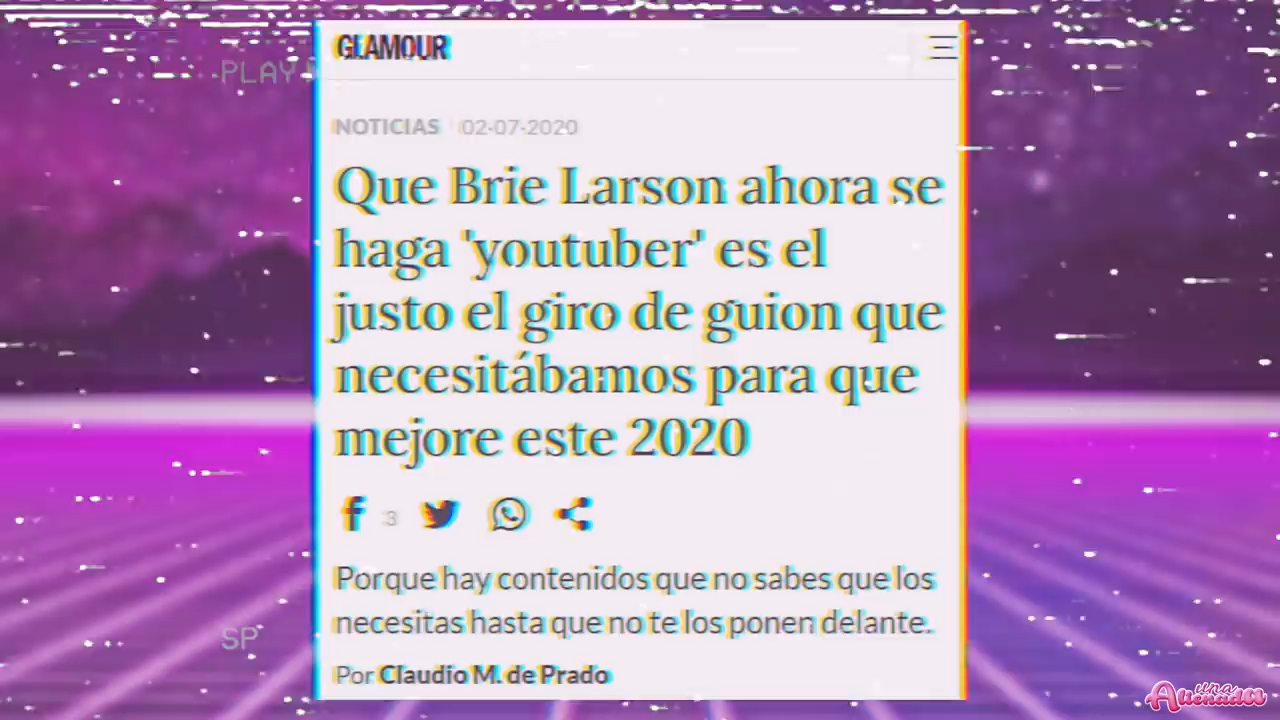 PLAY
GLAMOUR
NOTICIAS 02-07-2020
Que Brie Larson ahora se
haga 'youtuber' es el
justo el giro de guion que
necesitábamos para que
mejore este 2020
3
Porque hay contenidos que no sabes que los
necesitas hasta que no te los ponen delante.
SP
Por Claudio M. de Prado